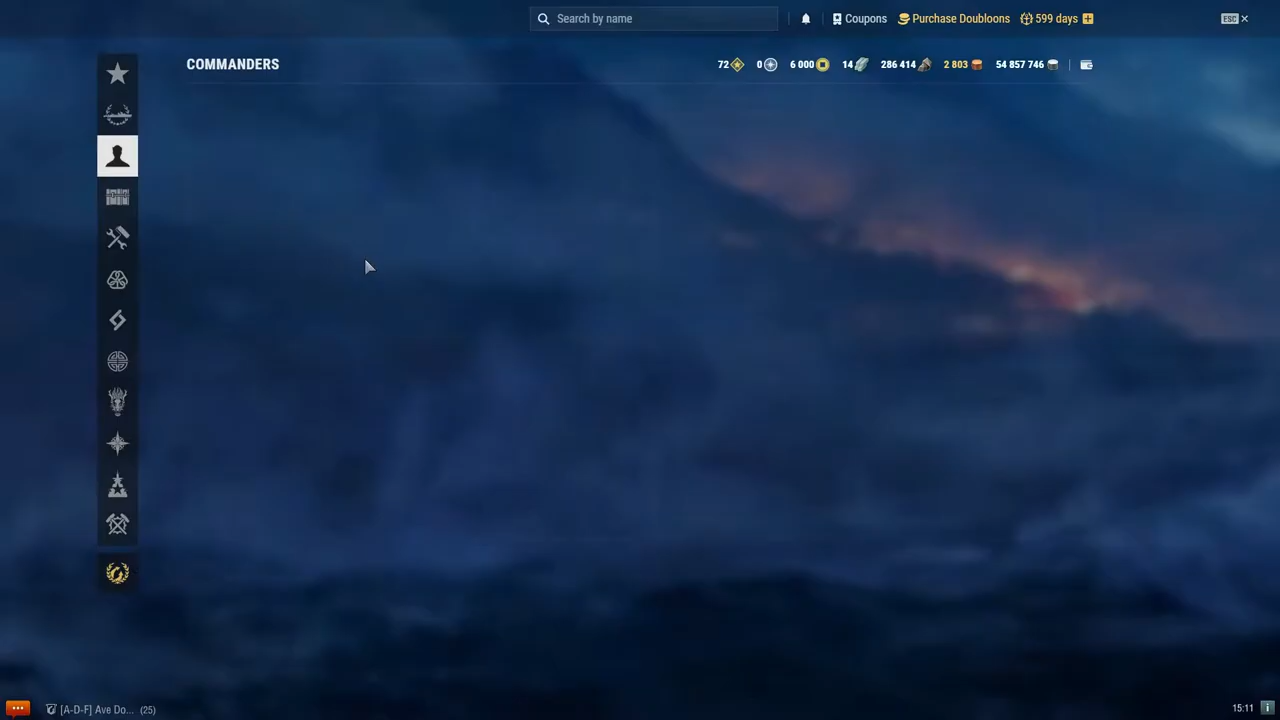 Search by name
Coupons
Purchase Doubloons
599 days
ESC
COMMANDERS
72
0
6 000
14
286 414
2 803
54 857 746
[A-D-F] Ave Do... (25)
15:11